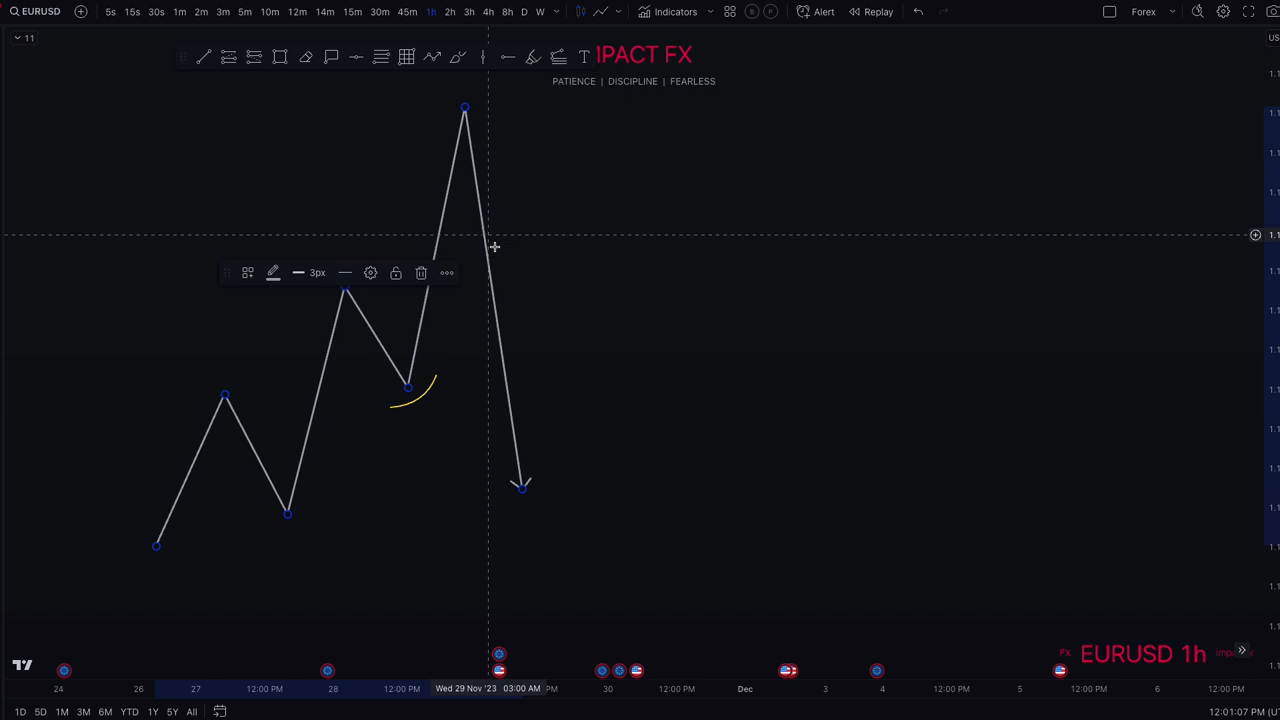 EURUSD 5s 15s 30s 1m 2m 3m 5m 10m 12m 14m 15m 30m 45m 1h 2h 3h 4h 8h D W Indicators B P Alert Replay Forex
11
US
IPACT FX
PATIENCE | DISCIPLINE | FEARLESS
3px
FX EURUSD 1h
24 26 27 12:00 PM 28 12:00 PM Wed 29 Nov '23 03:00 AM PM 30 12:00 PM Dec 3 4 12:00 PM 5 12:00 PM 6 12:00 PM
1D 5D 1M 3M 6M YTD 1Y 5Y All 12:01:07 PM